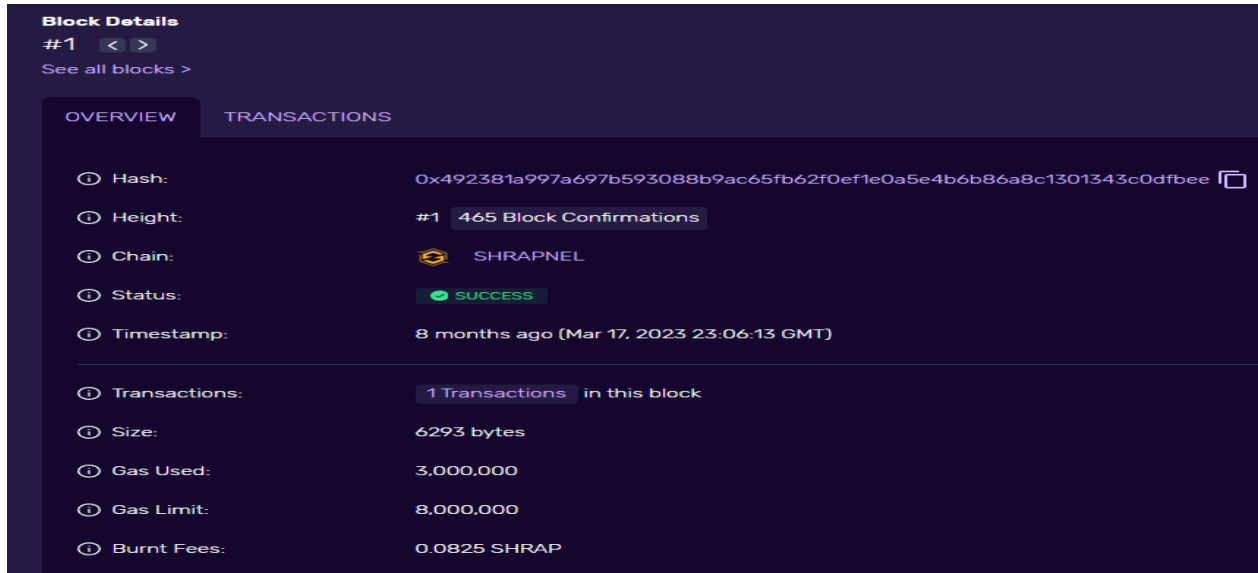 Block Details
#1 < >
See all blocks >
OVERVIEW TRANSACTIONS
Hash: 0x492381a997a697b593088b9ac65fb62f0ef1e0a5e4b6b86a8c1301343c0dfbee
Height: #1 465 Block Confirmations
Chain: SHRAPNEL
Status: SUCCESS
Timestamp: 8 months ago (Mar 17, 2023 23:06:13 GMT)
Transactions: 1 Transactions in this block
Size: 6293 bytes
Gas Used: 3,000,000
Gas Limit: 8,000,000
Burnt Fees: 0.0825 SHRAP